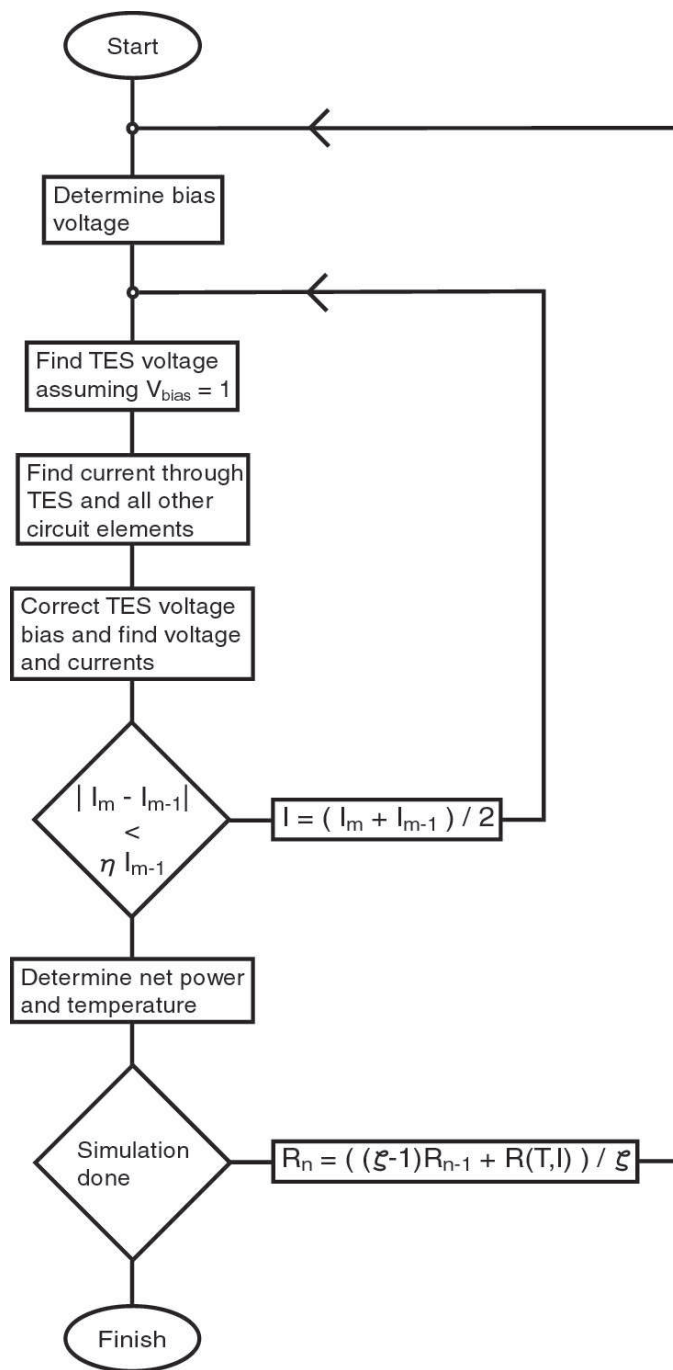 Start
Determine bias
voltage
Find TES voltage
assuming V_bias = 1
Find current through
TES and all other
circuit elements
Correct TES voltage
bias and find voltage
and currents
| I_m - I_m-1|
<
η I_m-1
I = ( I_m + I_m-1 ) / 2
Determine net power
and temperature
Simulation
done
R_n = ( (ζ-1)R_n-1 + R(T,I) ) / ζ
Finish